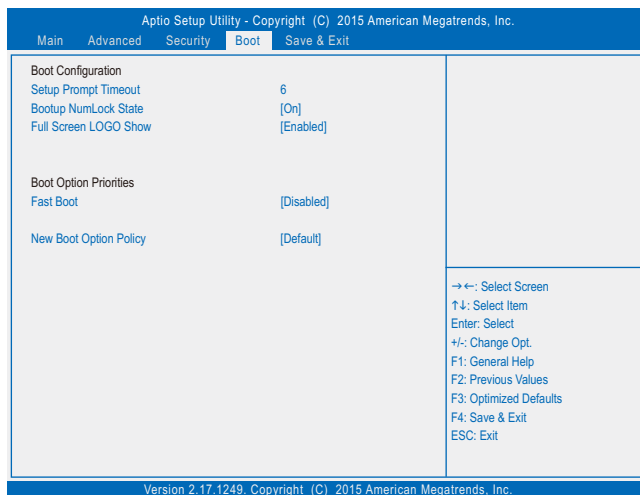 Aptio Setup Utility - Copyright (C) 2015 American Megatrends, Inc.
Main Advanced Security Boot Save & Exit
Boot Configuration
Setup Prompt Timeout 6
Bootup NumLock State [On]
Full Screen LOGO Show [Enabled]
Boot Option Priorities
Fast Boot [Disabled]
New Boot Option Policy [Default]
→←: Select Screen
↑↓: Select Item
Enter: Select
+/-: Change Opt.
F1: General Help
F2: Previous Values
F3: Optimized Defaults
F4: Save & Exit
ESC: Exit
Version 2.17.1249. Copyright (C) 2015 American Megatrends, Inc.